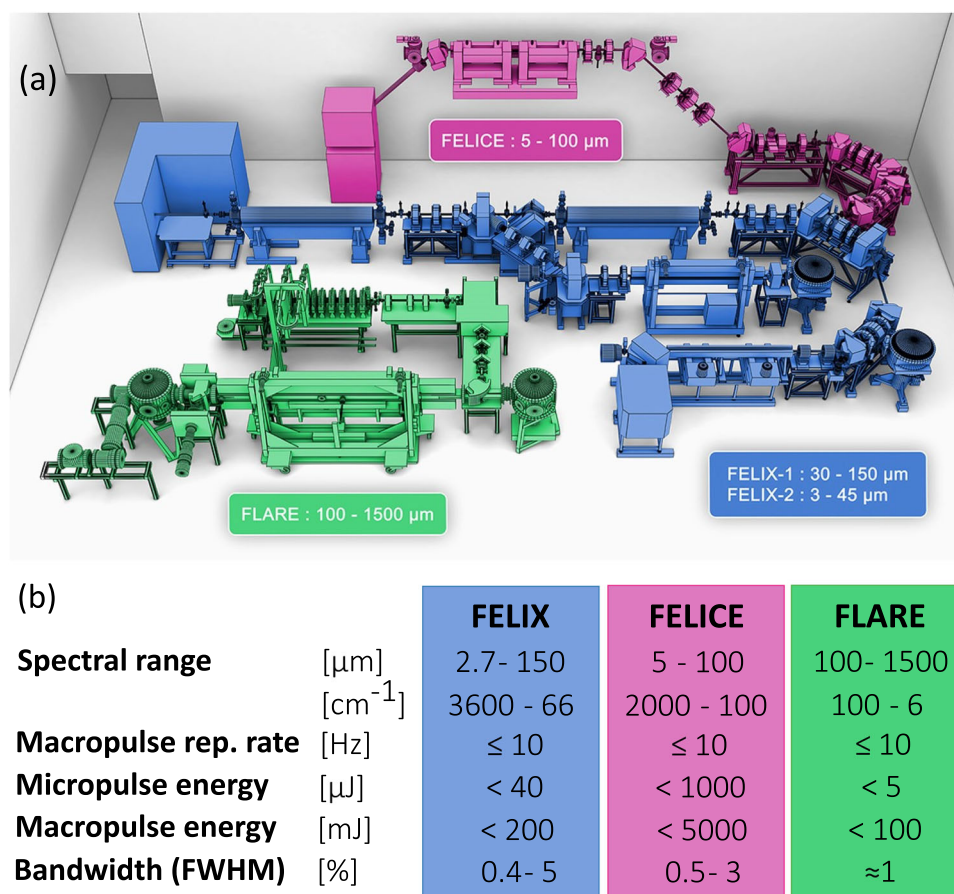 (a)
FELICE : 5 - 100 µm
FELIX-1 : 30 - 150 µm
FELIX-2 : 3 - 45 µm
FLARE : 100 - 1500 µm
(b)
FELIX FELICE FLARE
Spectral range [µm] 2.7- 150 5 - 100 100- 1500
[cm⁻¹] 3600 - 66 2000 - 100 100 - 6
Macropulse rep. rate [Hz] ≤ 10 ≤ 10 ≤ 10
Micropulse energy [µJ] < 40 < 1000 < 5
Macropulse energy [mJ] < 200 < 5000 < 100
Bandwidth (FWHM) [%] 0.4- 5 0.5- 3 ≈1